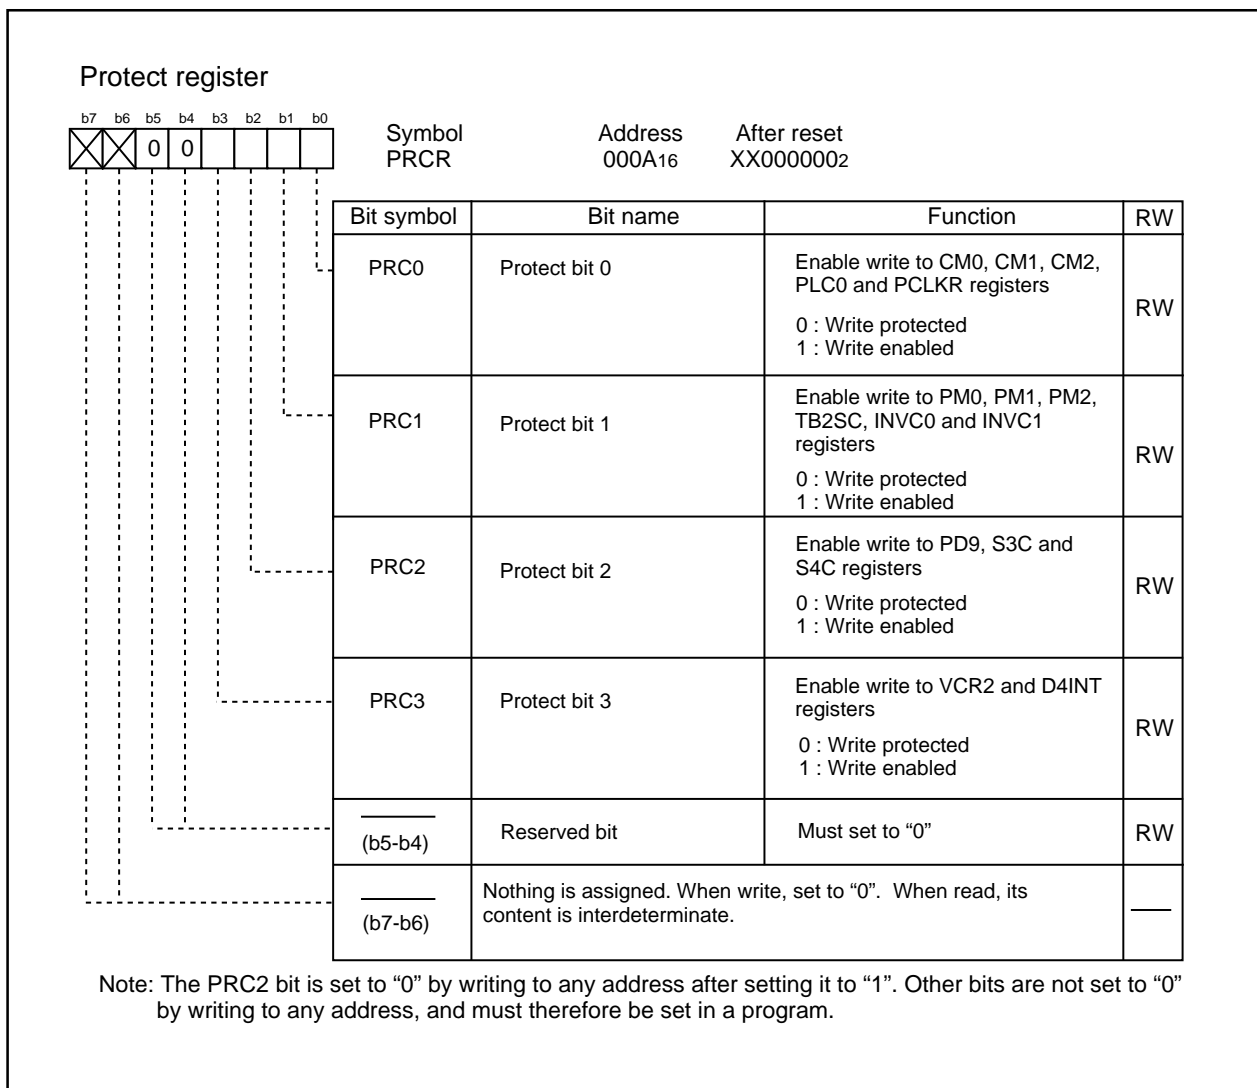 Protect register
b7 b6 b5 b4 b3 b2 b1 b0
0 0
Symbol Address After reset
PRCR 000A16 XX0000002
Bit symbol Bit name Function RW
PRC0 Protect bit 0 Enable write to CM0, CM1, CM2,
PLC0 and PCLKR registers
0 : Write protected
1 : Write enabled
RW
PRC1 Protect bit 1 Enable write to PM0, PM1, PM2,
TB2SC, INVC0 and INVC1
registers
0 : Write protected
1 : Write enabled
RW
PRC2 Protect bit 2 Enable write to PD9, S3C and
S4C registers
0 : Write protected
1 : Write enabled
RW
PRC3 Protect bit 3 Enable write to VCR2 and D4INT
registers
0 : Write protected
1 : Write enabled
RW
(b5-b4) Reserved bit Must set to “0” RW
(b7-b6) Nothing is assigned. When write, set to “0”. When read, its
content is interdeterminate.
Note: The PRC2 bit is set to “0” by writing to any address after setting it to “1”. Other bits are not set to “0”
by writing to any address, and must therefore be set in a program.